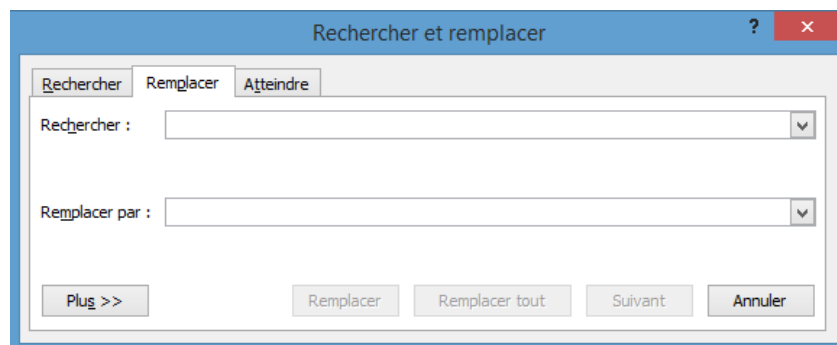 Rechercher et remplacer ?
Rechercher Remplacer Atteindre
Rechercher :
Remplacer par :
Plus >> Remplacer Remplacer tout Suivant Annuler